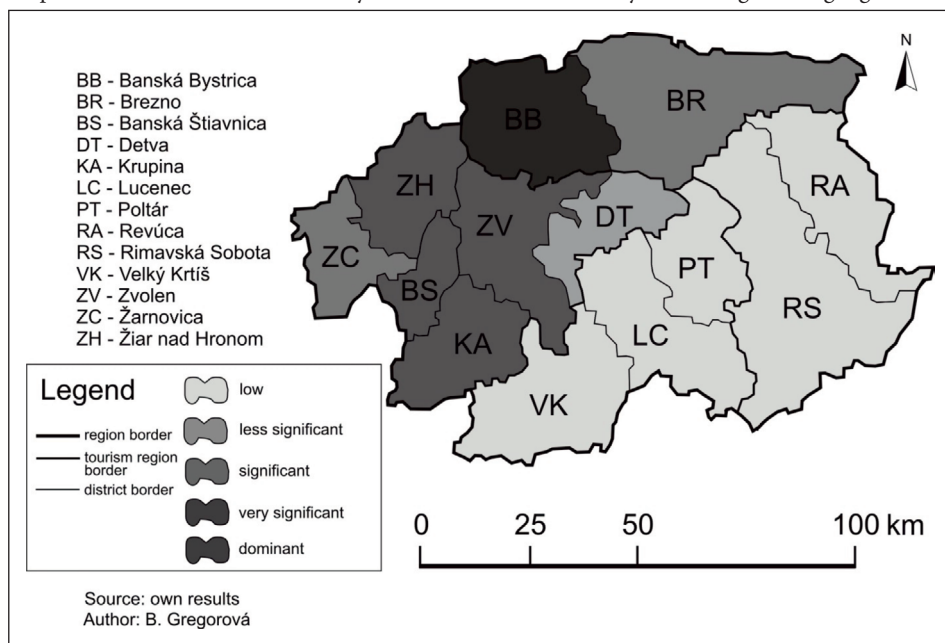 BB - Banská Bystrica
BR - Brezno
BS - Banská Štiavnica
DT - Detva
KA - Krupina
LC - Lucenec
PT - Poltár
RA - Revúca
RS - Rimavská Sobota
VK - Velký Krtíš
ZV - Zvolen
ZC - Žarnovica
ZH - Žiar nad Hronom
N
BB
BR
ZH
RA
ZV
DT
ZC
PT
BS
RS
KA
LC
VK
Legend
region border
tourism region
border
district border
low
less significant
significant
very significant
dominant
0 25 50 100 km
Source: own results
Author: B. Gregorová